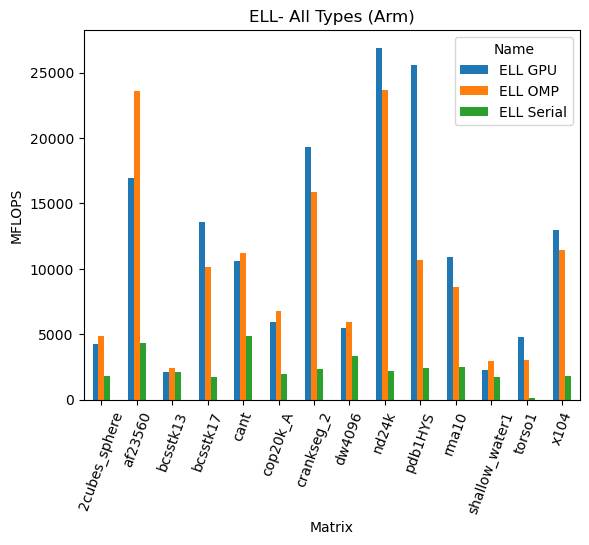 ELL- All Types (Arm)
Name
ELL GPU
ELL OMP
ELL Serial
MFLOPS
25000
20000
15000
10000
5000
0
2cubes_sphere
af23560
bcsstk13
bcsstk17
cant
cop20k_A
crankseg_2
dw4096
nd24k
pdb1HYS
rma10
shallow_water1
torso1
x104
Matrix